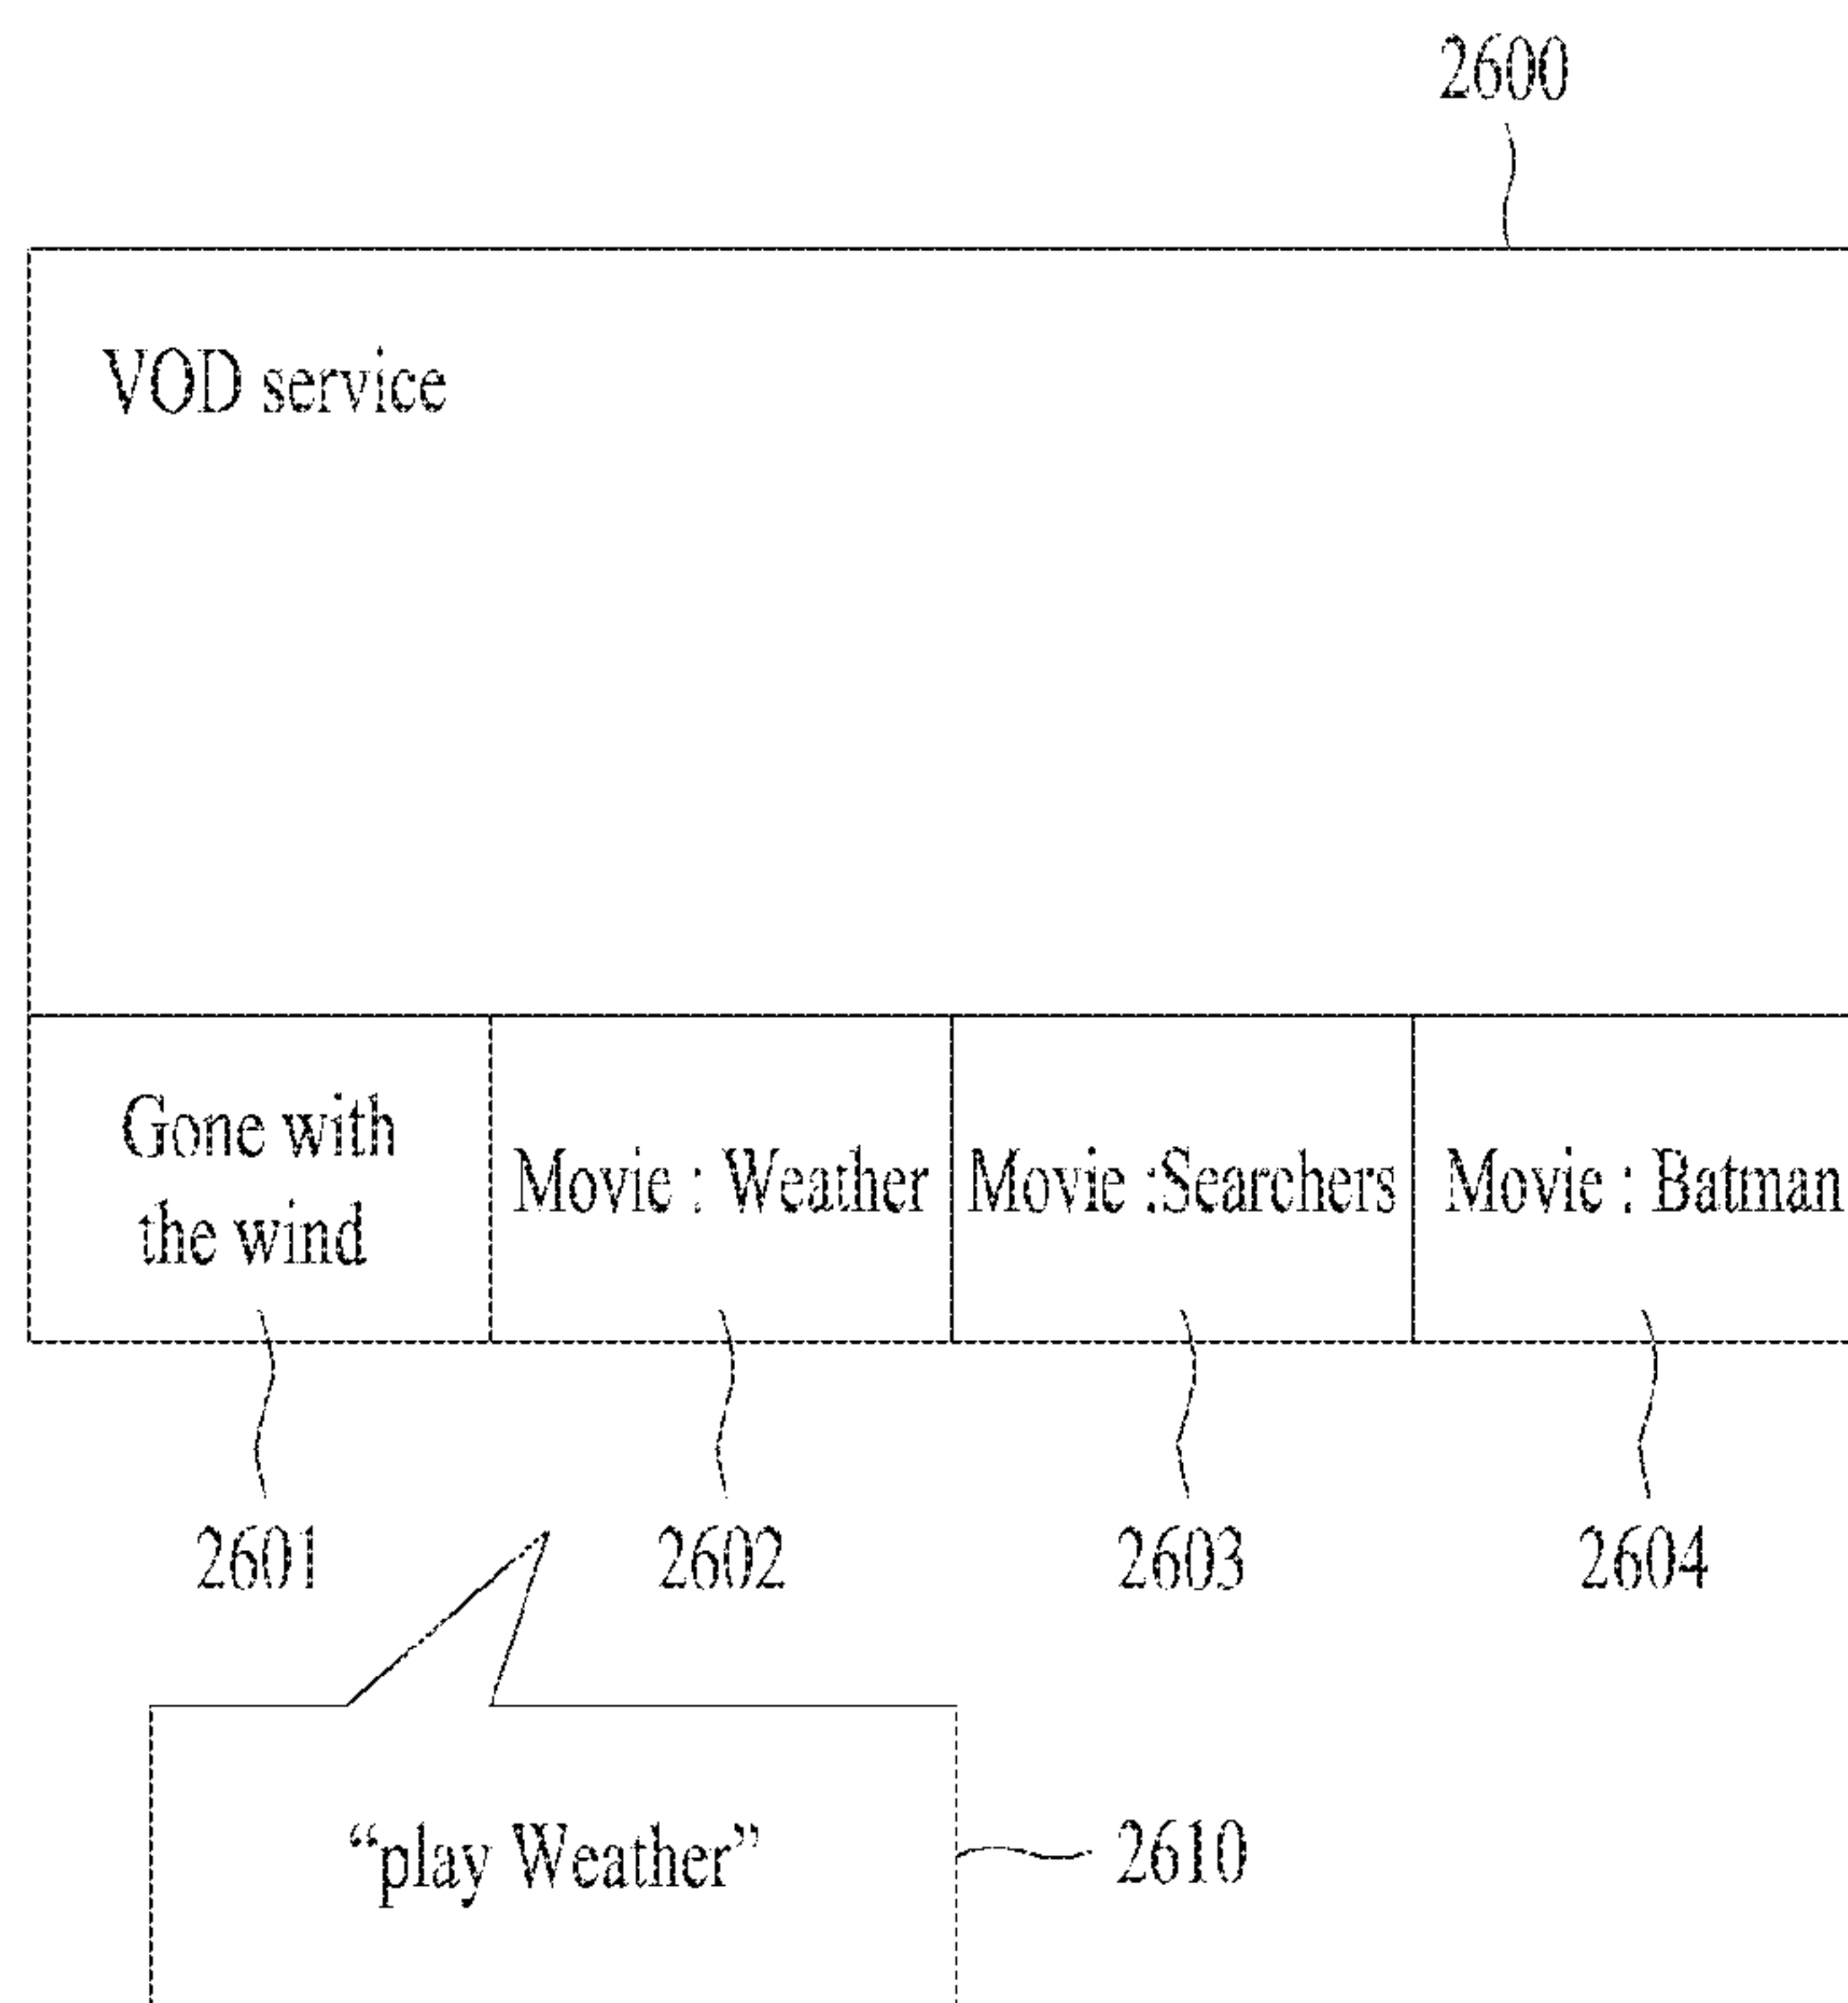 2600
VOD service
Gone with
the wind
Movie : Weather
Movie :Searchers
Movie : Batman
2601
2602
2603
2604
“play Weather”
2610